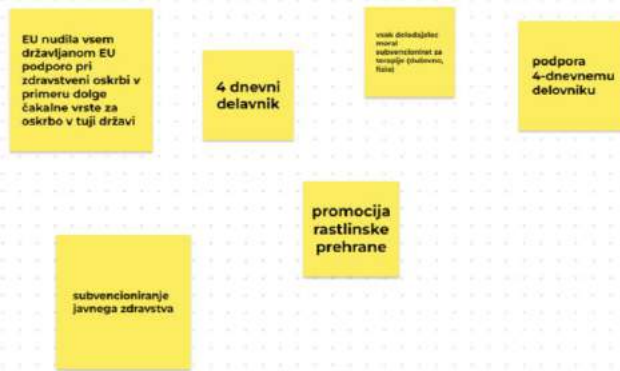 EU nudila vsem
državljanom EU
podporo pri
zdravstveni oskrbi v
primeru dolge
čakalne vrste za
oskrbo v tuji državi
4 dnevni
delavnik
vsak delodajalec
moral
subvencionirat za
terapije (duševno,
podpora
4-dnevnemu
delovniku
promocija
rastlinske
prehrane
subvencioniranje
javnega zdravstva